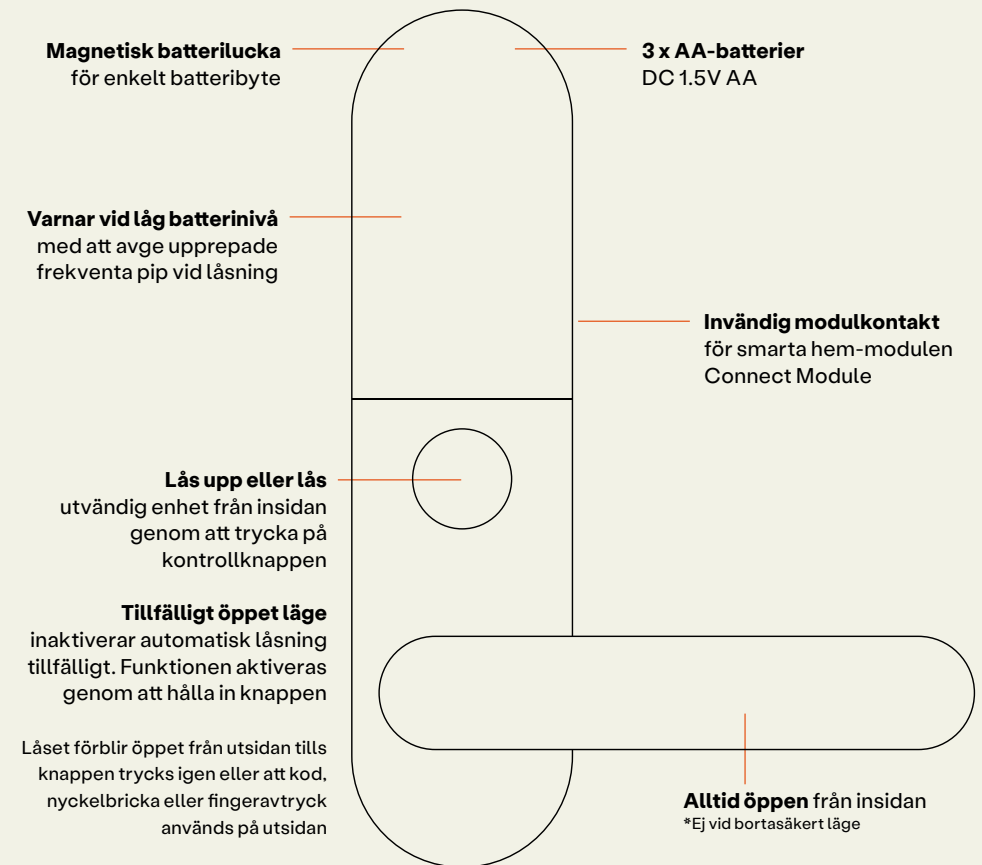 Magnetisk batterilucka
för enkelt batteribyte
3 x AA-batterier
DC 1.5V AA
Varnar vid låg batterinivå
med att avge upprepade
frekventa pip vid låsning
Invändig modulkontakt
för smarta hem-modulen
Connect Module
Lås upp eller lås
utvändig enhet från insidan
genom att trycka på
kontrollknappen
Tillfälligt öppet läge
inaktiverar automatisk låsning
tillfälligt. Funktionen aktiveras
genom att hålla in knappen
Låset förblir öppet från utsidan tills
knappen trycks igen eller att kod,
nyckelbricka eller fingeravtryck
används på utsidan
Alltid öppen från insidan
*Ej vid bortasäkert läge